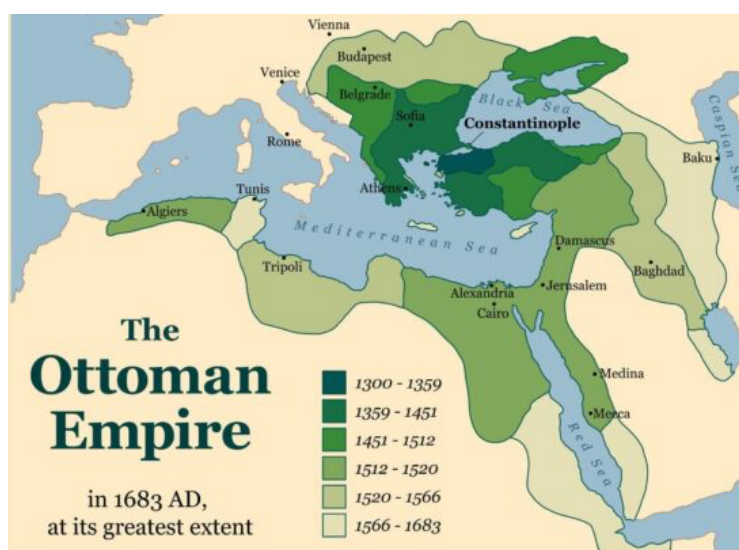 Vienna
Budapest
Venice
Belgrade
Black Sea
Sofia
Constantinople
Caspian Sea
Rome
Baku
Athens
Tunis
Algiers
Mediterranean Sea
Damascus
Tripoli
Baghdad
Alexandria
Jerusalem
Cairo
The
Ottoman
Empire
in 1683 AD,
at its greatest extent
1300 - 1359
1359 - 1451
1451 - 1512
1512 - 1520
1520 - 1566
1566 - 1683
Medina
Mecca
Red Sea